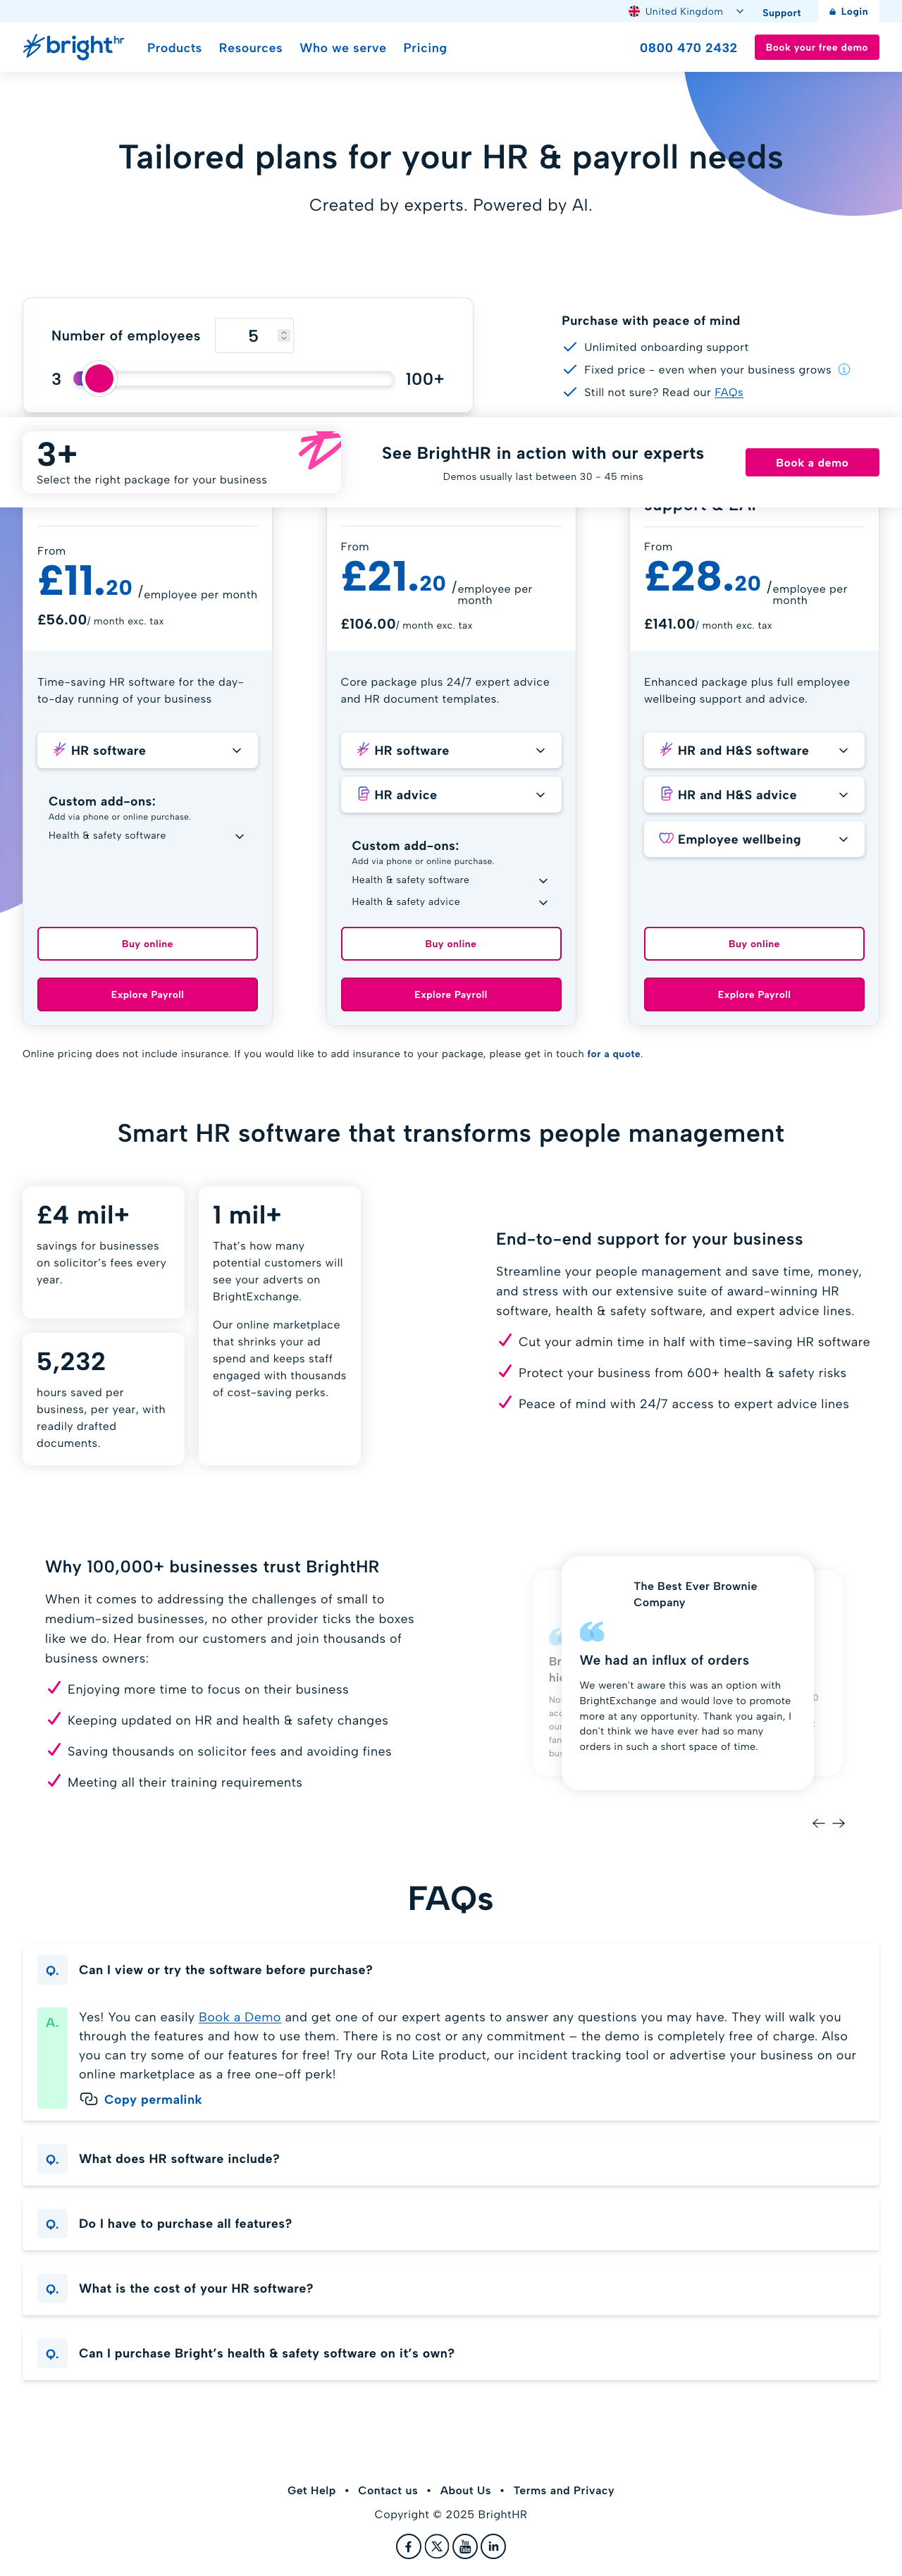 United Kingdom
Support
Login
brighthr
Products
Resources
Who we serve
Pricing
0800 470 2432
Book your free demo
Tailored plans for your HR & payroll needs
Created by experts. Powered by AI.
Number of employees
5
3
100+
Purchase with peace of mind
Unlimited onboarding support
Fixed price - even when your business grows
Still not sure? Read our FAQs
3+
Select the right package for your business
See BrightHR in action with our experts
Demos usually last between 30 - 45 mins
Book a demo
From
£11.20 /employee per month
£56.00/ month exc. tax
Time-saving HR software for the day-
to-day running of your business
HR software
Custom add-ons:
Add via phone or online purchase.
Health & safety software
Buy online
Explore Payroll
From
£21.20 /employee per
month
£106.00/ month exc. tax
Core package plus 24/7 expert advice
and HR document templates.
HR software
HR advice
Custom add-ons:
Add via phone or online purchase.
Health & safety software
Health & safety advice
Buy online
Explore Payroll
support & EAP
From
£28.20 /employee per
month
£141.00/ month exc. tax
Enhanced package plus full employee
wellbeing support and advice.
HR and H&S software
HR and H&S advice
Employee wellbeing
Buy online
Explore Payroll
Online pricing does not include insurance. If you would like to add insurance to your package, please get in touch for a quote.
Smart HR software that transforms people management
£4 mil+
savings for businesses
on solicitor's fees every
year.
5,232
hours saved per
business, per year, with
readily drafted
documents.
1 mil+
That's how many
potential customers will
see your adverts on
BrightExchange.
Our online marketplace
that shrinks your ad
spend and keeps staff
engaged with thousands
of cost-saving perks.
End-to-end support for your business
Streamline your people management and save time, money,
and stress with our extensive suite of award-winning HR
software, health & safety software, and expert advice lines.
Cut your admin time in half with time-saving HR software
Protect your business from 600+ health & safety risks
Peace of mind with 24/7 access to expert advice lines
Why 100,000+ businesses trust BrightHR
When it comes to addressing the challenges of small to
medium-sized businesses, no other provider ticks the boxes
like we do. Hear from our customers and join thousands of
business owners:
Enjoying more time to focus on their business
Keeping updated on HR and health & safety changes
Saving thousands on solicitor fees and avoiding fines
Meeting all their training requirements
The Best Ever Brownie
Company
We had an influx of orders
We weren't aware this was an option with
BrightExchange and would love to promote
more at any opportunity. Thank you again, I
don't think we have ever had so many
orders in such a short space of time.
FAQs
Q.
Can I view or try the software before purchase?
A.
Yes! You can easily Book a Demo and get one of our expert agents to answer any questions you may have. They will walk you
through the features and how to use them. There is no cost or any commitment – the demo is completely free of charge. Also
you can try some of our features for free! Try our Rota Lite product, our incident tracking tool or advertise your business on our
online marketplace as a free one-off perk!
Copy permalink
Q.
What does HR software include?
Q.
Do I have to purchase all features?
Q.
What is the cost of your HR software?
Q.
Can I purchase Bright's health & safety software on it's own?
Get Help • Contact us • About Us • Terms and Privacy
Copyright © 2025 BrightHR